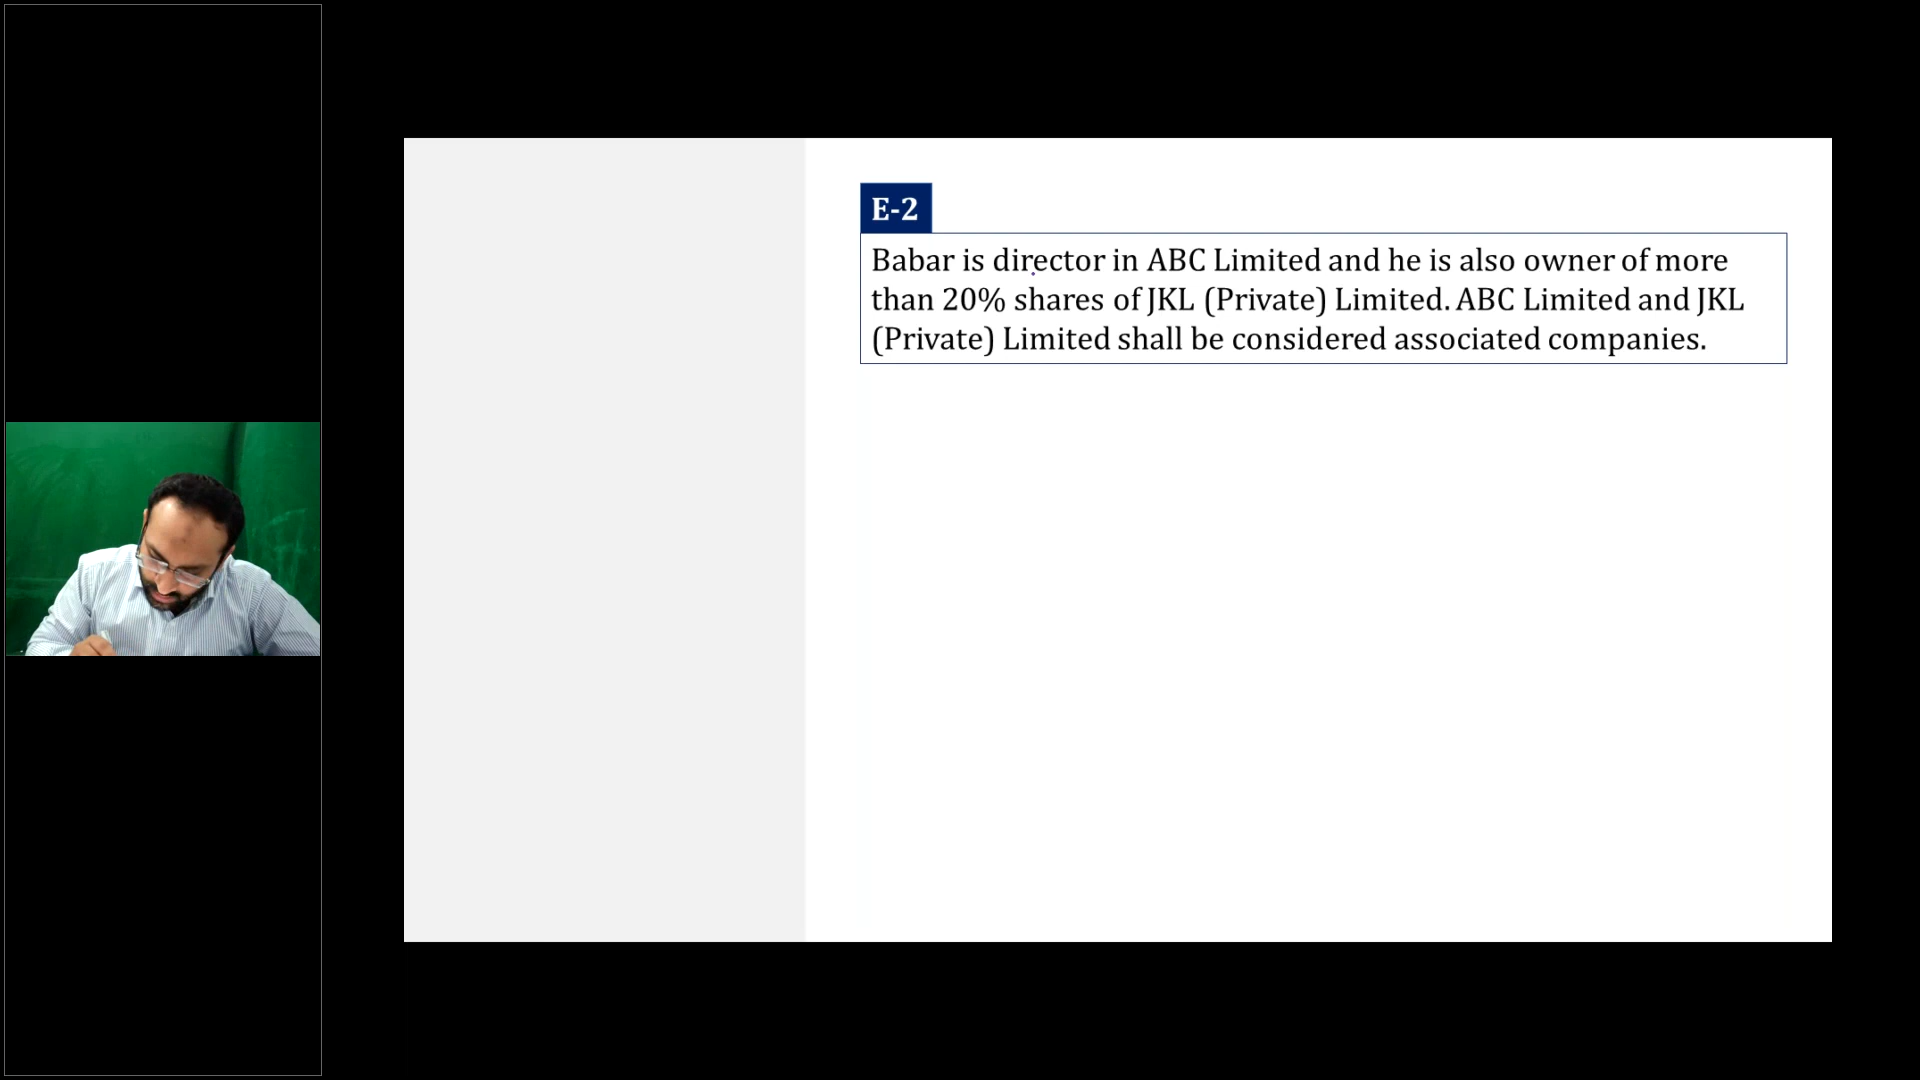 E-2
Babar is director in ABC Limited and he is also owner of more
than 20% shares of JKL (Private) Limited. ABC Limited and JKL
(Private) Limited shall be considered associated companies.